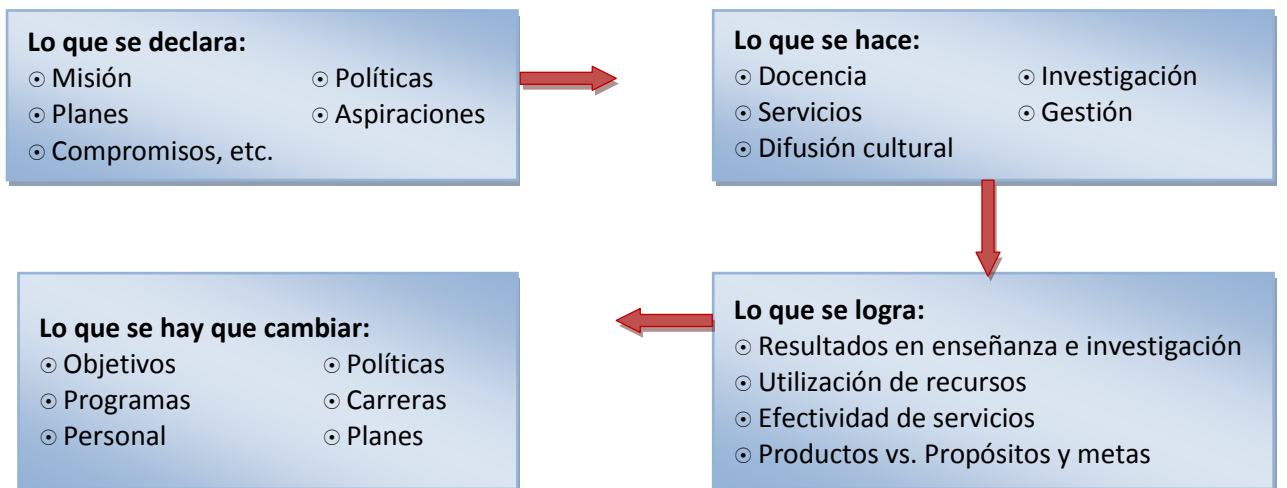 Lo que se declara:
⊙ Misión ⊙ Políticas
⊙ Planes ⊙ Aspiraciones
⊙ Compromisos, etc.
Lo que se hace:
⊙ Docencia ⊙ Investigación
⊙ Servicios ⊙ Gestión
⊙ Difusión cultural
Lo que se logra:
⊙ Resultados en enseñanza e investigación
⊙ Utilización de recursos
⊙ Efectividad de servicios
⊙ Productos vs. Propósitos y metas
Lo que se hay que cambiar:
⊙ Objetivos ⊙ Políticas
⊙ Programas ⊙ Carreras
⊙ Personal ⊙ Planes